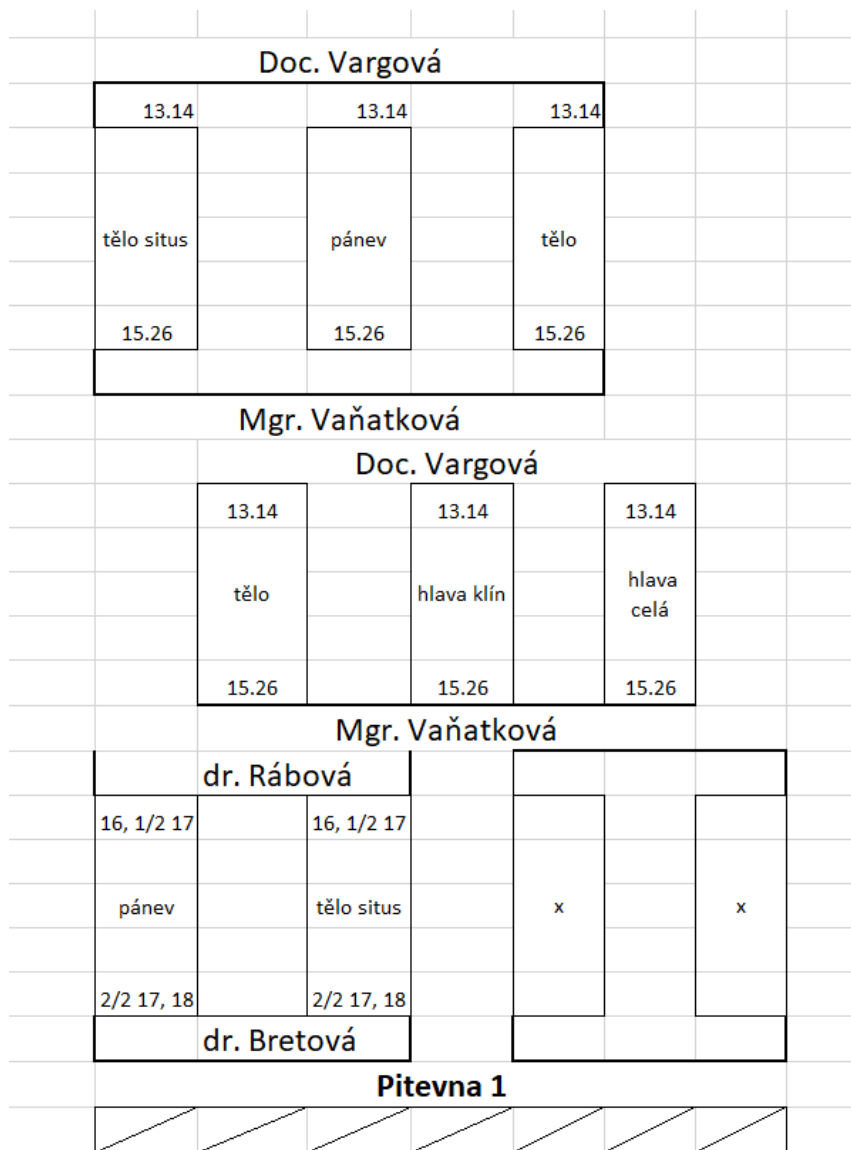 Doc. Vargová
13.14 13.14 13.14
tělo situs pánev tělo
15.26 15.26 15.26
Mgr. Vaňatková
Doc. Vargová
13.14 13.14 13.14
tělo hlava klín hlava celá
15.26 15.26 15.26
Mgr. Vaňatková
dr. Rábová
16, 1/2 17 16, 1/2 17
pánev tělo situs x x
2/2 17, 18 2/2 17, 18
dr. Bretová
Pitevna 1